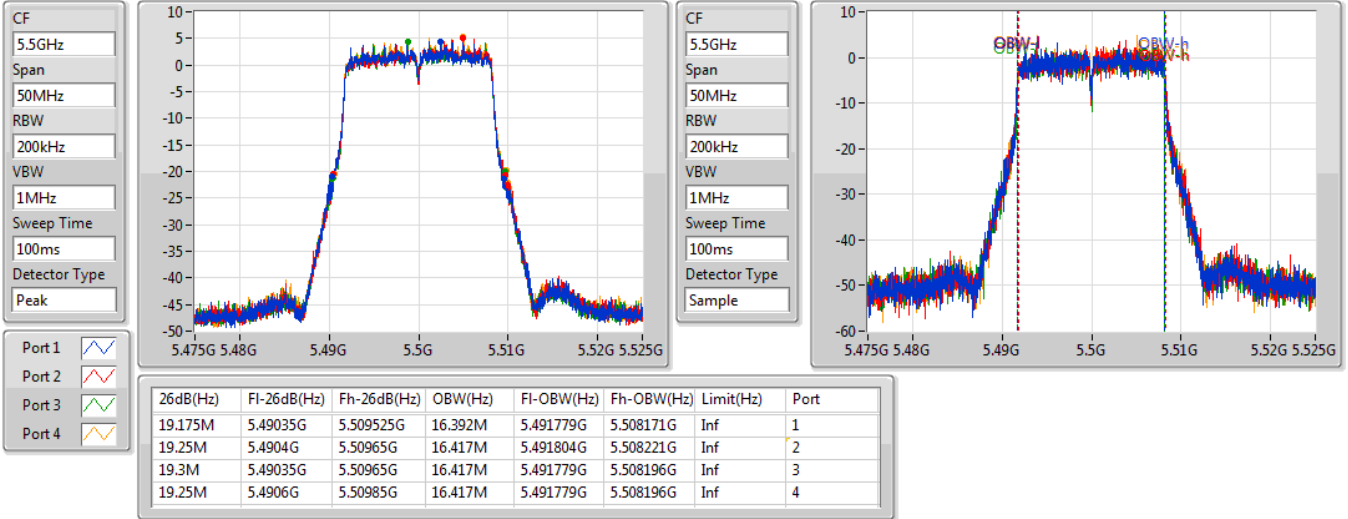 CF
5.5GHz
Span
50MHz
RBW
200kHz
VBW
1MHz
Sweep Time
100ms
Detector Type
Peak
10
5
0
-5
-10
-15
-20
-25
-30
-35
-40
-45
-50
5.475G 5.48G 5.49G 5.5G 5.51G 5.52G 5.525G
CF
5.5GHz
Span
50MHz
RBW
200kHz
VBW
1MHz
Sweep Time
100ms
Detector Type
Sample
10
0
-10
-20
-30
-40
-50
-60
OBW-l OBW-h
OBW-h
5.475G 5.48G 5.49G 5.5G 5.51G 5.52G 5.525G
Port 1
Port 2
Port 3
Port 4
26dB(Hz) Fl-26dB(Hz) Fh-26dB(Hz) OBW(Hz) Fl-OBW(Hz) Fh-OBW(Hz) Limit(Hz) Port
19.175M 5.49035G 5.509525G 16.392M 5.491779G 5.508171G Inf 1
19.25M 5.4904G 5.50965G 16.417M 5.491804G 5.508221G Inf 2
19.3M 5.49035G 5.50965G 16.417M 5.491779G 5.508196G Inf 3
19.25M 5.4906G 5.50985G 16.417M 5.491779G 5.508196G Inf 4